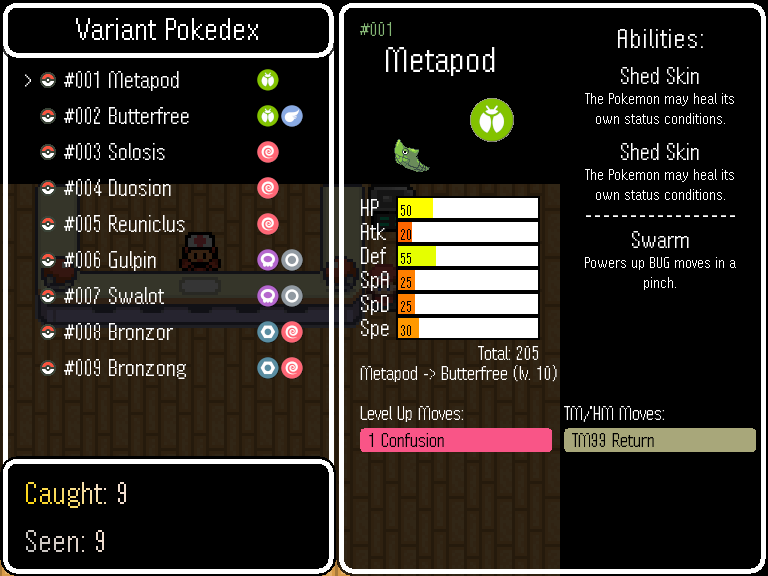 Variant Pokedex
> #001 Metapod
#002 Butterfree
#003 Solosis
#004 Duosion
#005 Reuniclus
#006 Gulpin
#007 Swalot
#008 Bronzor
#009 Bronzong
Caught: 9
Seen: 9
#001
Metapod
HP 50
Atk 20
Def 55
SpA 25
SpD 25
Spe 30
Total: 205
Metapod -> Butterfree (lv. 10)
Level Up Moves:
1 Confusion
Abilities:
Shed Skin
The Pokemon may heal its
own status conditions.
Shed Skin
The Pokemon may heal its
own status conditions.
Swarm
Powers up BUG moves in a
pinch.
TM/HM Moves:
TM99 Return